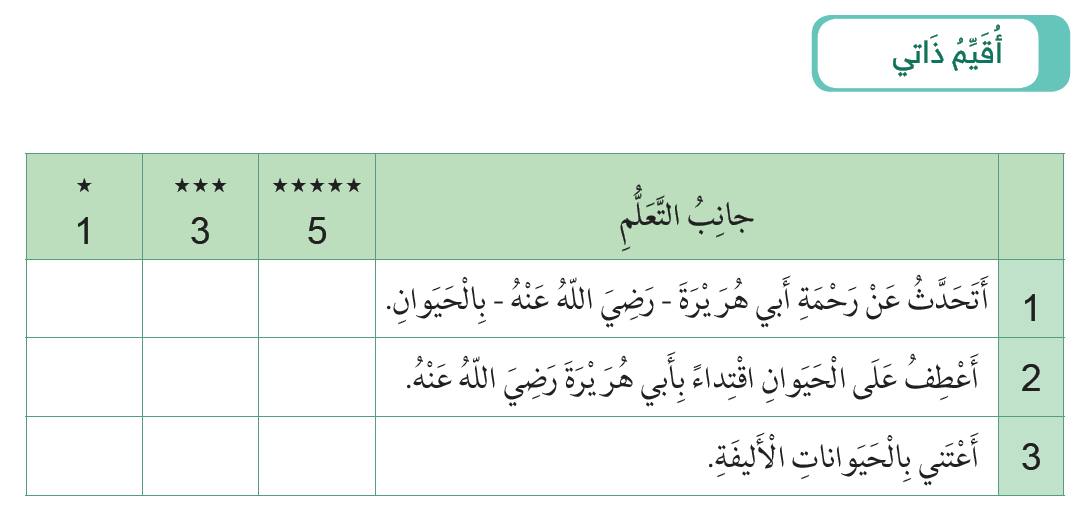 أُقَيِّمُ ذَاتي
جانِبُ التَّعَلُّمِ ★★★★★ ★★★ ★
5 3 1
1 أَتَحَدَّثُ عَنْ رَحْمَةِ أَبي هُرَيْرَةَ - رَضِيَ اللّهُ عَنْهُ - بِالْحَيَوانِ.
2 أَعْطِفُ عَلَى الْحَيَوانِ اقْتِداءً بِأَبي هُرَيْرَةَ رَضِيَ اللّهُ عَنْهُ.
3 أَعْتَني بِالْحَيَواناتِ الْأَليفَةِ.